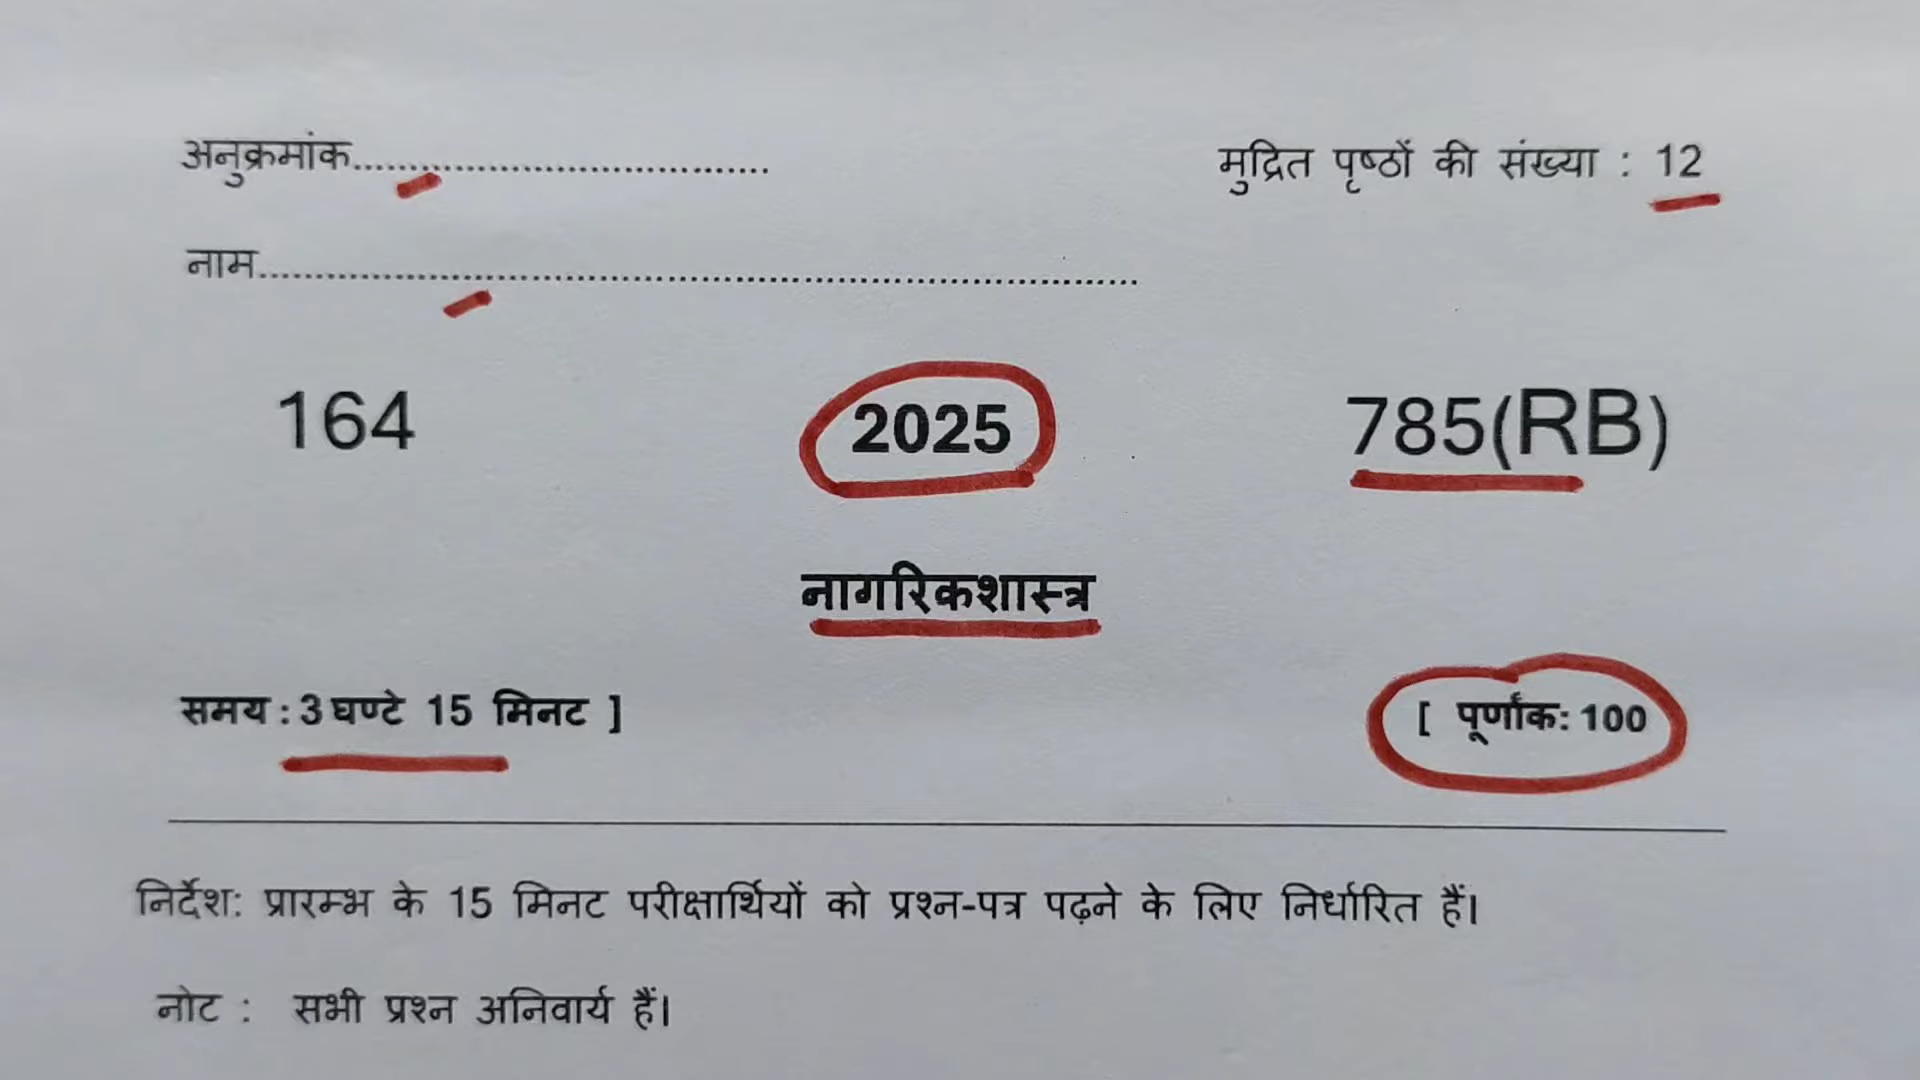 अनुक्रमांक........................................ मुद्रित पृष्ठों की संख्या : 12
नाम....................................................................................
164 2025 785(RB)
नागरिकशास्त्र
समय : 3 घण्टे 15 मिनट ] [ पूर्णांक: 100
निर्देश: प्रारम्भ के 15 मिनट परीक्षार्थियों को प्रश्न-पत्र पढ़ने के लिए निर्धारित हैं।
नोट : सभी प्रश्न अनिवार्य हैं।